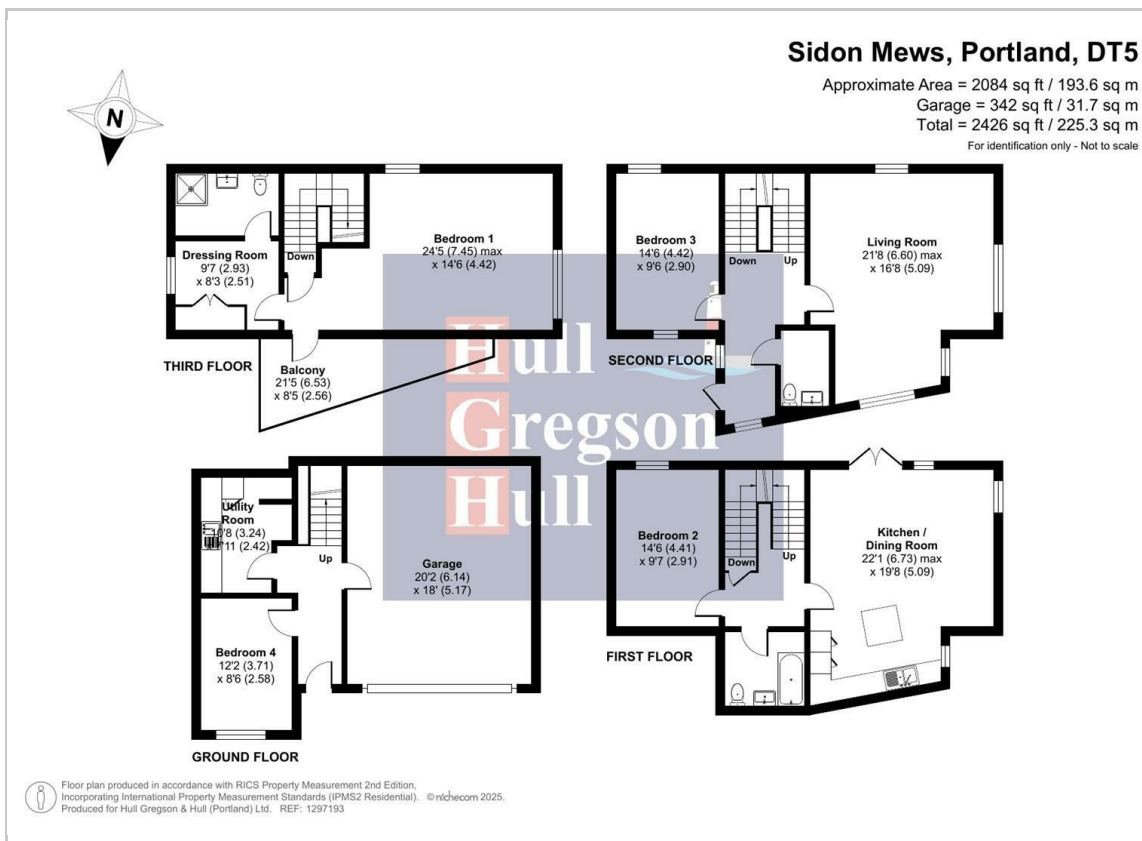 Sidon Mews, Portland, DT5
Approximate Area = 2084 sq ft / 193.6 sq m
Garage = 342 sq ft / 31.7 sq m
Total = 2426 sq ft / 225.3 sq m
For identification only - Not to scale
N
Bedroom 1
24'5 (7.45) max
x 14'6 (4.42)
Down
Dressing Room
9'7 (2.93)
x 8'3 (2.51)
THIRD FLOOR
Balcony
21'5 (6.53)
x 8'5 (2.56)
Bedroom 3
14'6 (4.42)
x 9'6 (2.90)
Down
Up
Living Room
21'8 (6.60) max
x 16'8 (5.09)
SECOND FLOOR
Hull
Gregson
Hull
Utility
Room
10'8 (3.24)
(2.42)
Up
Garage
20'2 (6.14)
x 18' (5.17)
Bedroom 4
12'2 (3.71)
x 8'6 (2.58)
GROUND FLOOR
Bedroom 2
14'6 (4.41)
x 9'7 (2.91)
Down
Up
Kitchen /
Dining Room
22'1 (6.73) max
x 19'8 (5.09)
FIRST FLOOR
Floor plan produced in accordance with RICS Property Measurement 2nd Edition,
Incorporating International Property Measurement Standards (IPMS2 Residential). © nichecom 2025.
Produced for Hull Gregson & Hull (Portland) Ltd. REF: 1297193